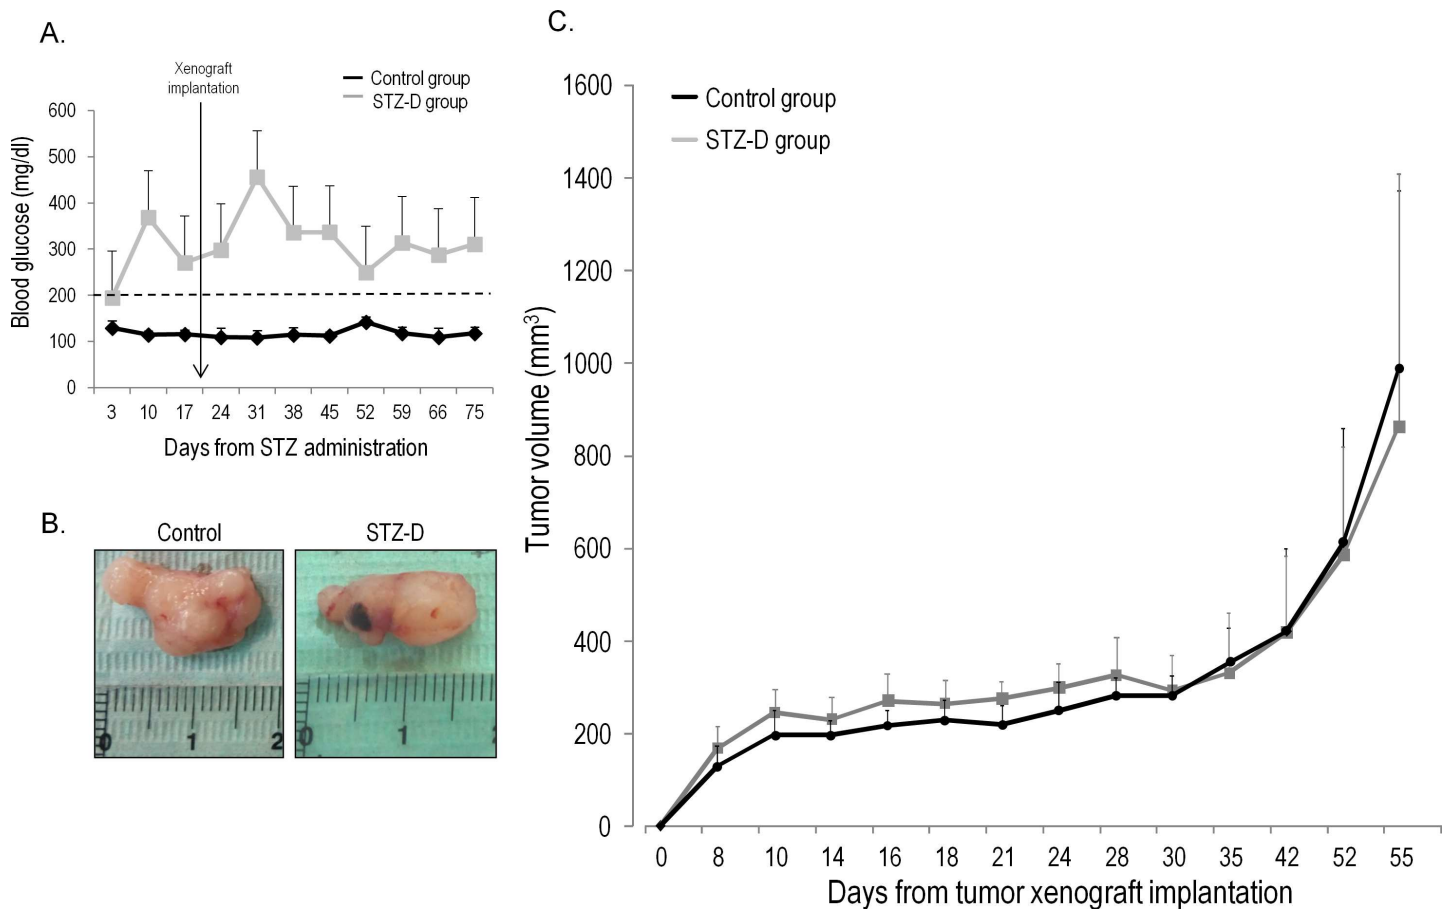 A.
Xenograft
implantation
Control group
STZ-D group
Blood glucose (mg/dl)
600
500
400
300
200
100
0
3 10 17 24 31 38 45 52 59 66 75
Days from STZ administration
B.
Control
STZ-D
0 1 2
0 1
C.
Control group
STZ-D group
Tumor volume (mm³)
1600
1400
1200
1000
800
600
400
200
0
0 8 10 14 16 18 21 24 28 30 35 42 52 55
Days from tumor xenograft implantation